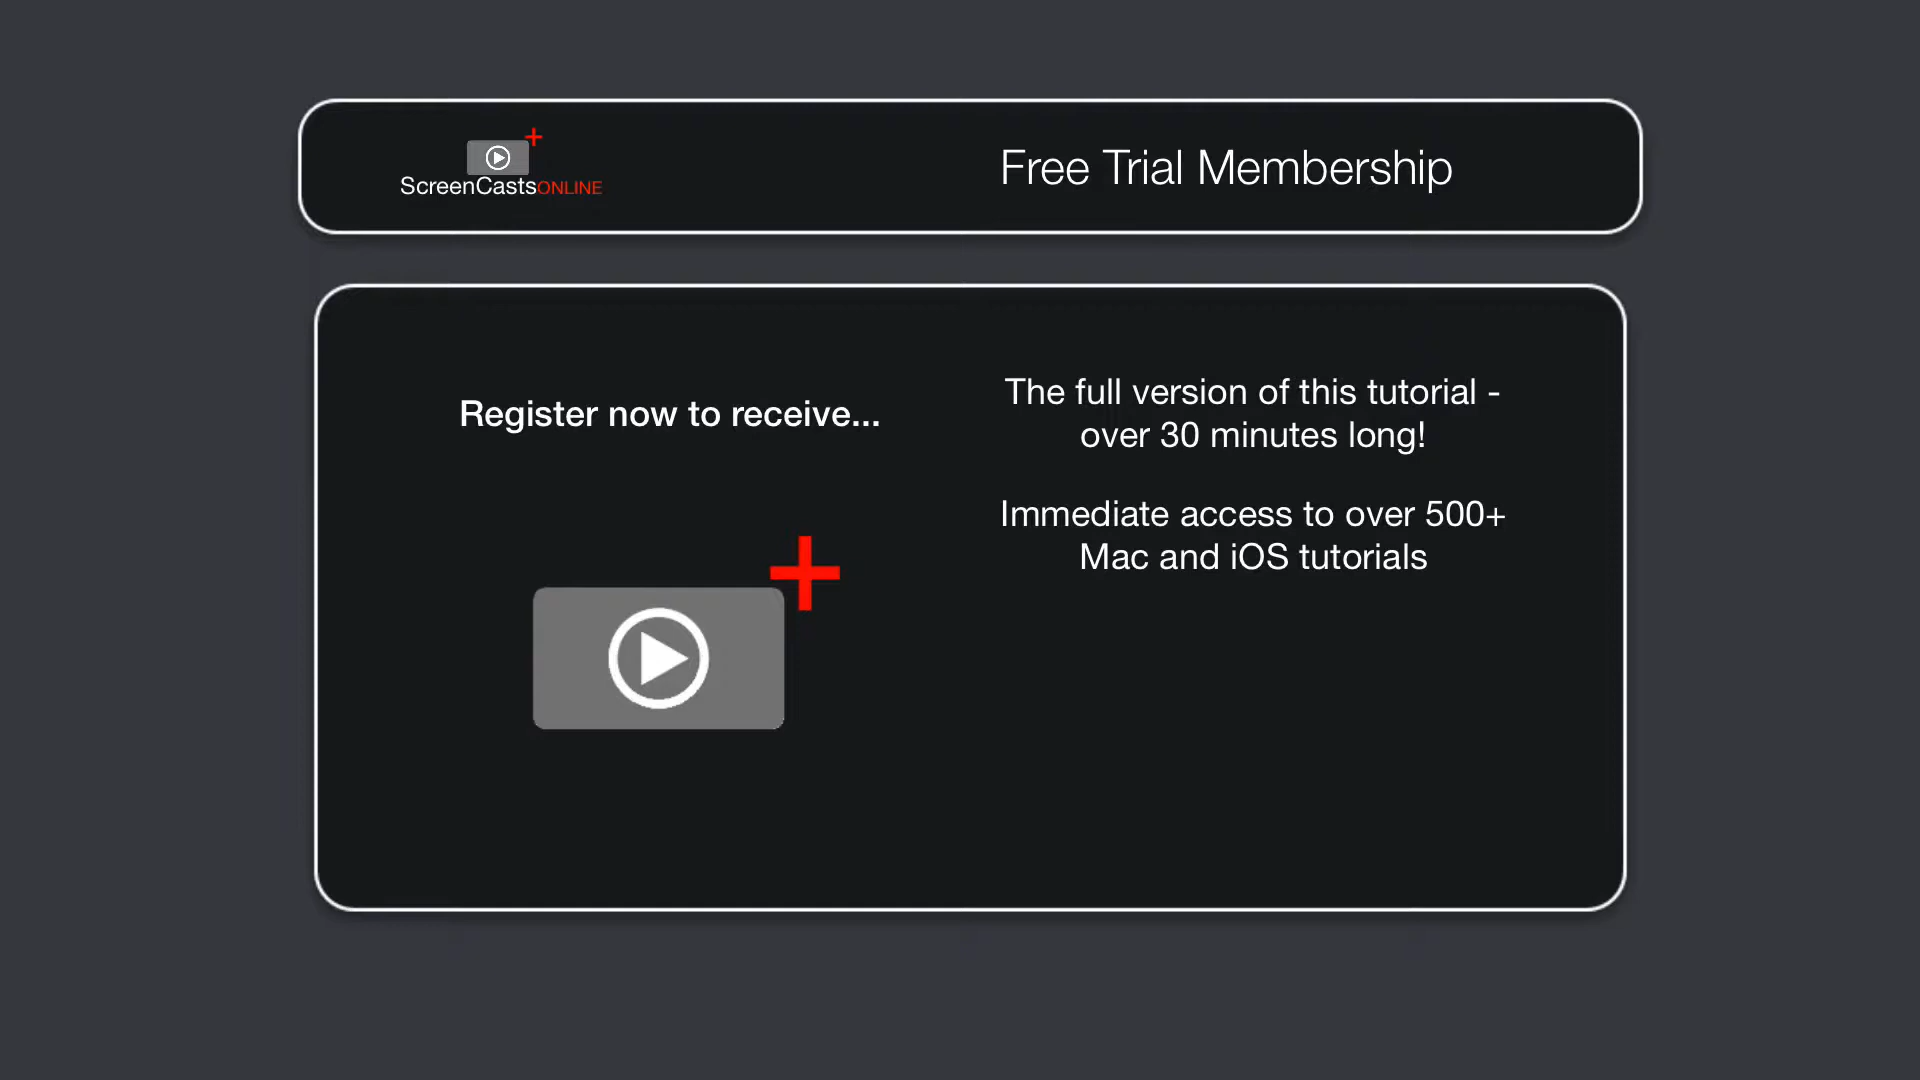 ScreenCastsONLINE
Free Trial Membership
Register now to receive...
The full version of this tutorial -
over 30 minutes long!
Immediate access to over 500+
Mac and iOS tutorials